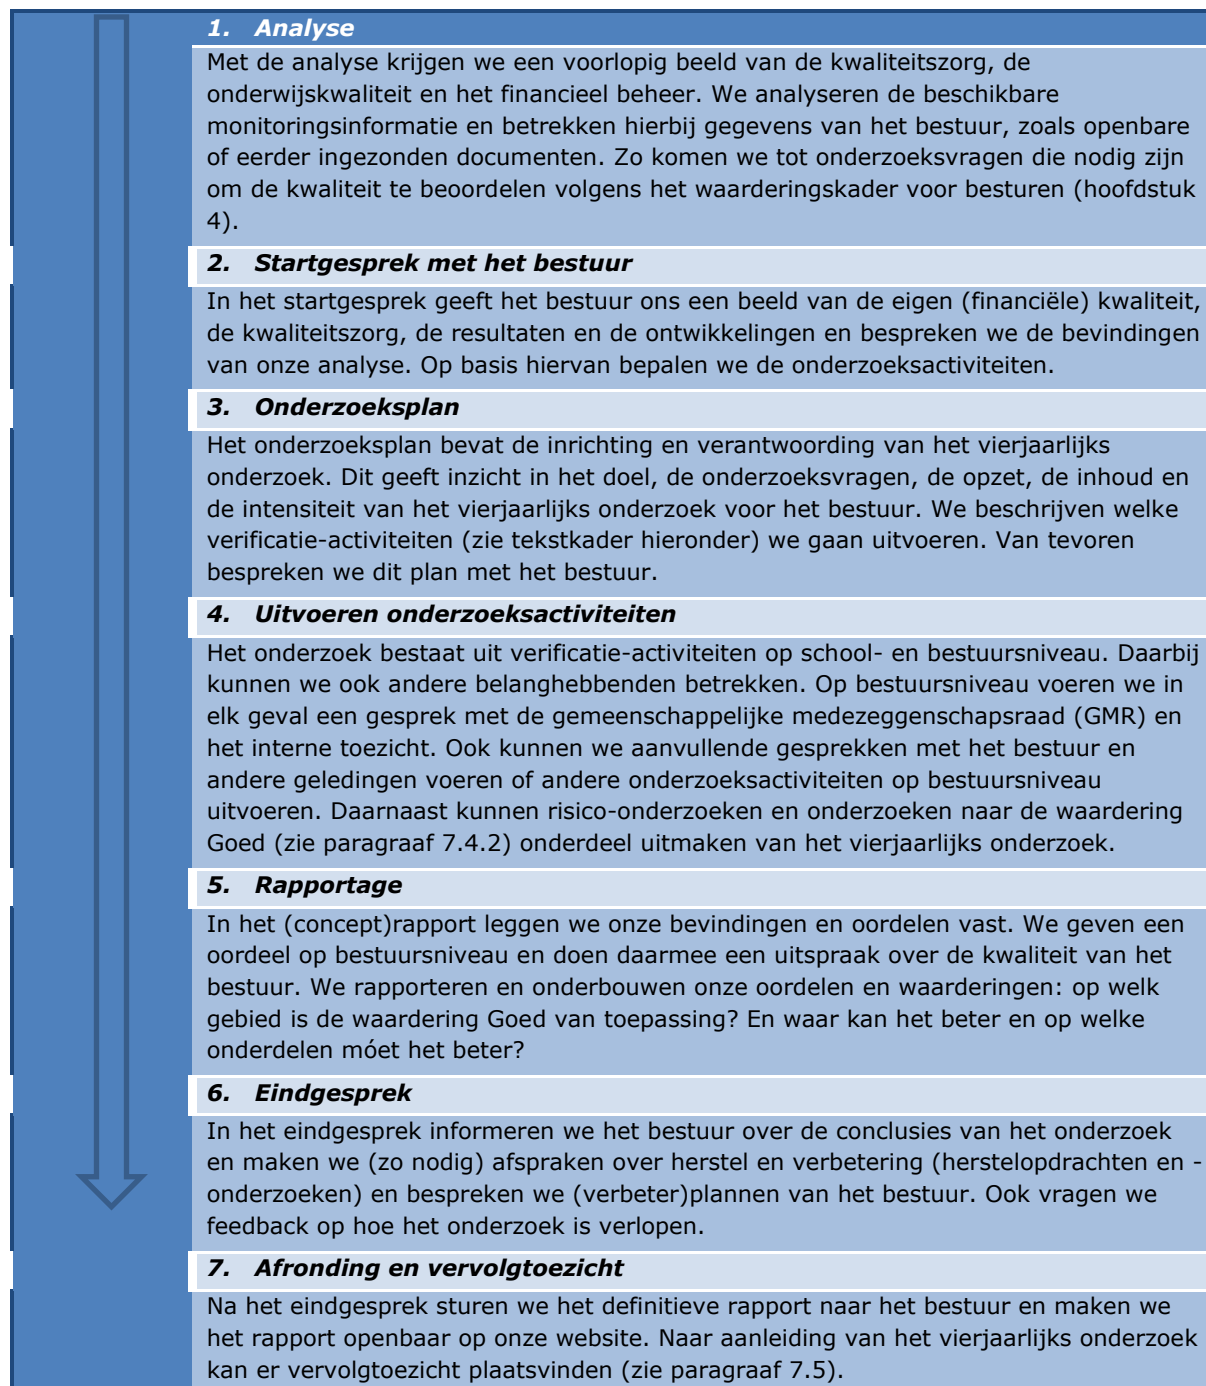 1. Analyse
Met de analyse krijgen we een voorlopig beeld van de kwaliteitszorg, de
onderwijskwaliteit en het financieel beheer. We analyseren de beschikbare
monitoringsinformatie en betrekken hierbij gegevens van het bestuur, zoals openbare
of eerder ingezonden documenten. Zo komen we tot onderzoeksvragen die nodig zijn
om de kwaliteit te beoordelen volgens het waarderingskader voor besturen (hoofdstuk
4).
2. Startgesprek met het bestuur
In het startgesprek geeft het bestuur ons een beeld van de eigen (financiële) kwaliteit,
de kwaliteitszorg, de resultaten en de ontwikkelingen en bespreken we de bevindingen
van onze analyse. Op basis hiervan bepalen we de onderzoeksactiviteiten.
3. Onderzoeksplan
Het onderzoeksplan bevat de inrichting en verantwoording van het vierjaarlijks
onderzoek. Dit geeft inzicht in het doel, de onderzoeksvragen, de opzet, de inhoud en
de intensiteit van het vierjaarlijks onderzoek voor het bestuur. We beschrijven welke
verificatie-activiteiten (zie tekstkader hieronder) we gaan uitvoeren. Van tevoren
bespreken we dit plan met het bestuur.
4. Uitvoeren onderzoeksactiviteiten
Het onderzoek bestaat uit verificatie-activiteiten op school- en bestuursniveau. Daarbij
kunnen we ook andere belanghebbenden betrekken. Op bestuursniveau voeren we in
elk geval een gesprek met de gemeenschappelijke medezeggenschapsraad (GMR) en
het interne toezicht. Ook kunnen we aanvullende gesprekken met het bestuur en
andere geledingen voeren of andere onderzoeksactiviteiten op bestuursniveau
uitvoeren. Daarnaast kunnen risico-onderzoeken en onderzoeken naar de waardering
Goed (zie paragraaf 7.4.2) onderdeel uitmaken van het vierjaarlijks onderzoek.
5. Rapportage
In het (concept)rapport leggen we onze bevindingen en oordelen vast. We geven een
oordeel op bestuursniveau en doen daarmee een uitspraak over de kwaliteit van het
bestuur. We rapporteren en onderbouwen onze oordelen en waarderingen: op welk
gebied is de waardering Goed van toepassing? En waar kan het beter en op welke
onderdelen móet het beter?
6. Eindgesprek
In het eindgesprek informeren we het bestuur over de conclusies van het onderzoek
en maken we (zo nodig) afspraken over herstel en verbetering (herstelopdrachten en -
onderzoeken) en bespreken we (verbeter)plannen van het bestuur. Ook vragen we
feedback op hoe het onderzoek is verlopen.
7. Afronding en vervolgtoezicht
Na het eindgesprek sturen we het definitieve rapport naar het bestuur en maken we
het rapport openbaar op onze website. Naar aanleiding van het vierjaarlijks onderzoek
kan er vervolgtoezicht plaatsvinden (zie paragraaf 7.5).